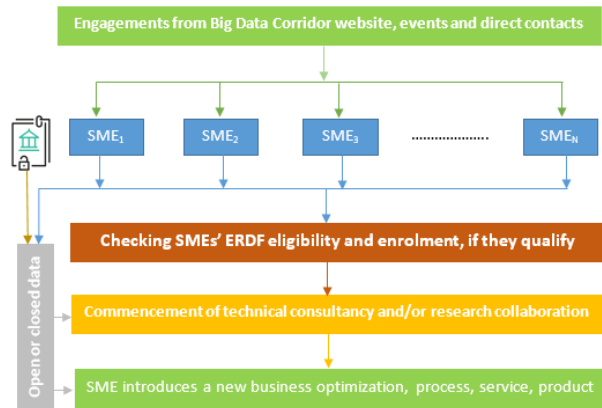 Engagements from Big Data Corridor website, events and direct contacts
SME₁
SME₂
SME₃
....................
SME_N
Checking SMEs’ ERDF eligibility and enrolment, if they qualify
Open or closed data
Commencement of technical consultancy and/or research collaboration
SME introduces a new business optimization, process, service, product